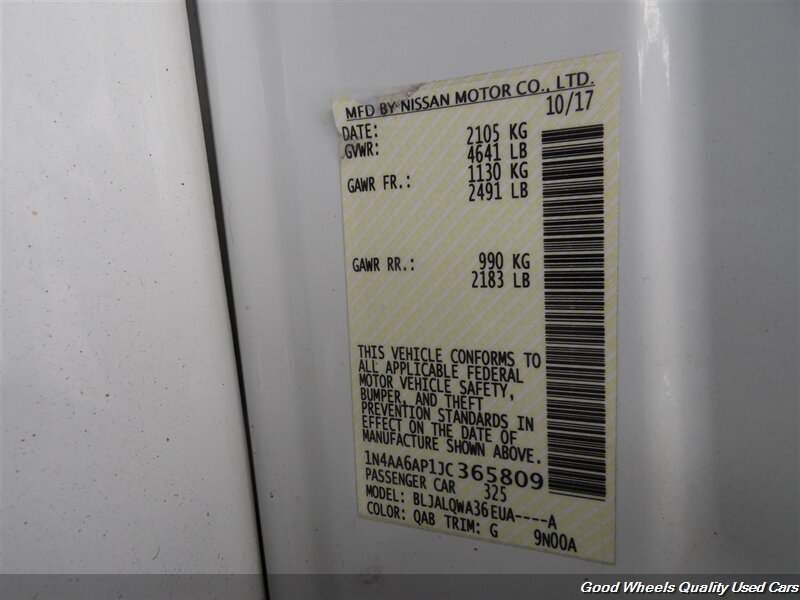 MFD BY NISSAN MOTOR CO., LTD.
DATE: 10/17
GVWR: 2105 KG
4641 LB
GAWR FR.: 1130 KG
2491 LB
GAWR RR.: 990 KG
2183 LB
THIS VEHICLE CONFORMS TO
ALL APPLICABLE FEDERAL
MOTOR VEHICLE SAFETY,
BUMPER, AND THEFT
PREVENTION STANDARDS IN
EFFECT ON THE DATE OF
MANUFACTURE SHOWN ABOVE.
1N4AA6AP1JC365809
PASSENGER CAR 325
MODEL: BLJALQWA36EUA----A
COLOR: QAB TRIM: G 9N00A
Good Wheels Quality Used Cars